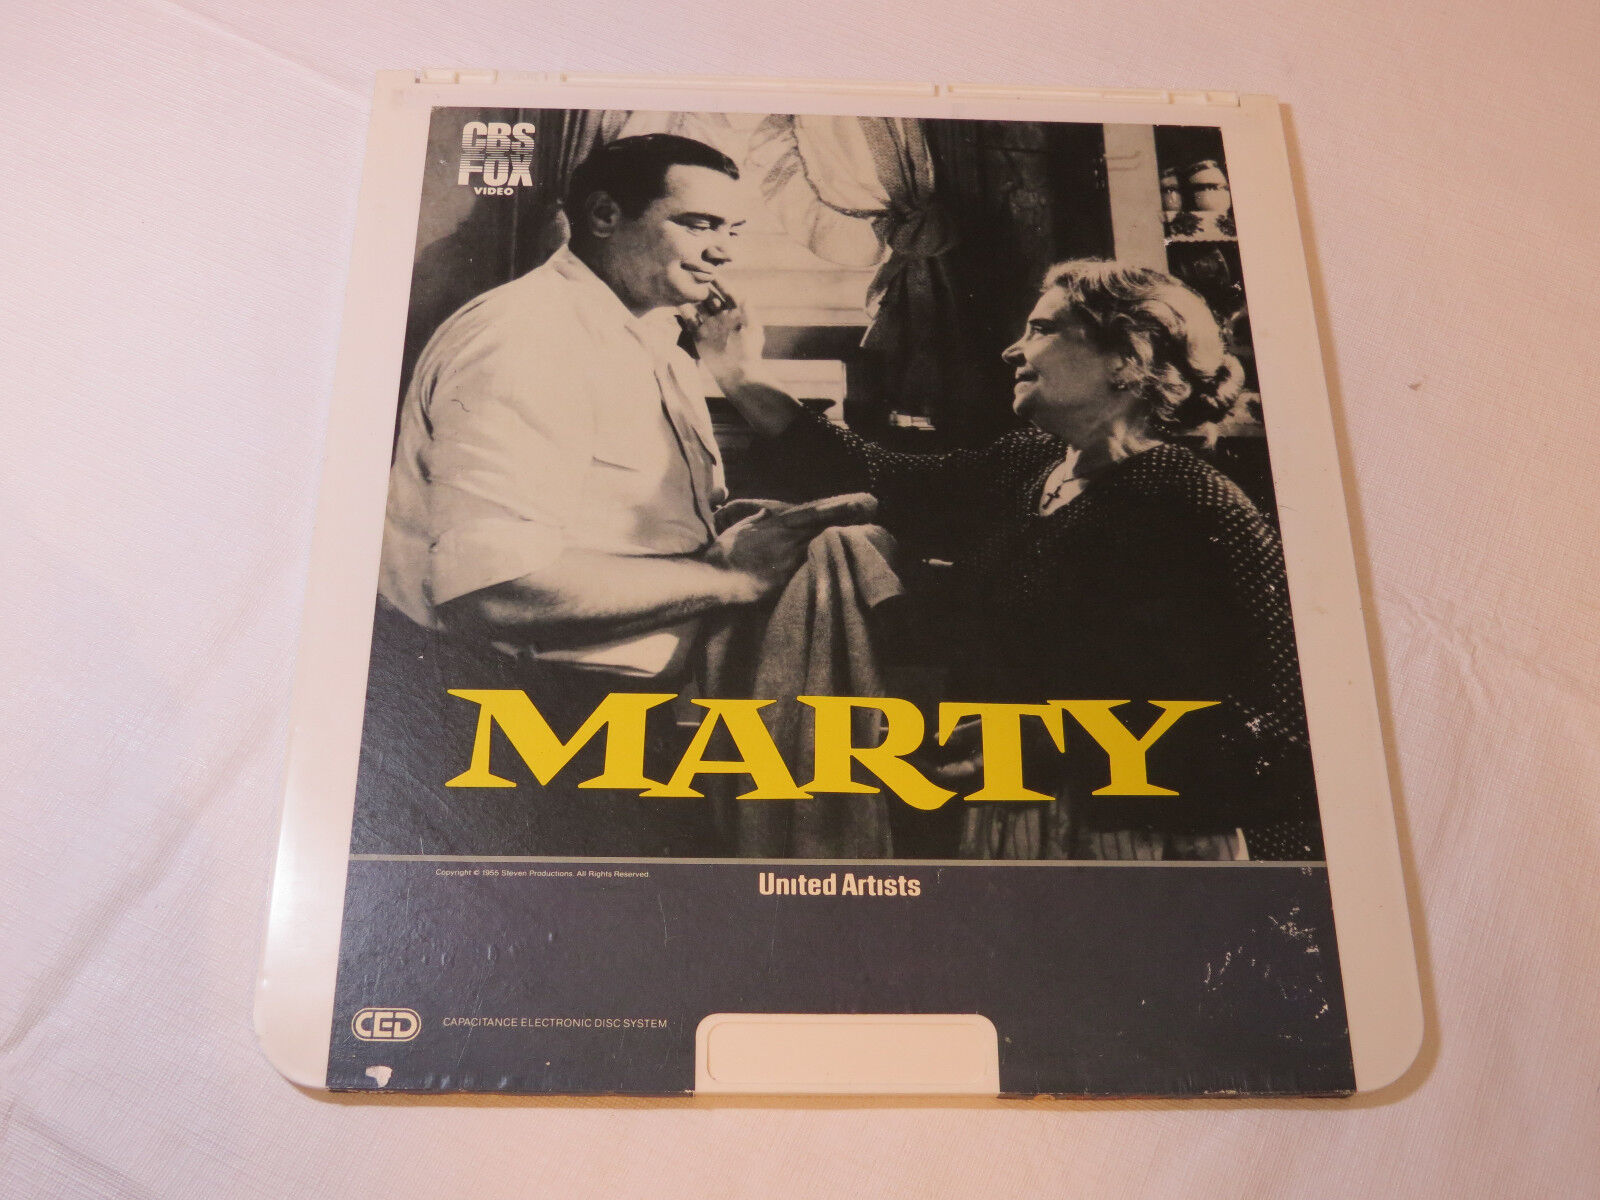 CBS
FOX
VIDEO
MARTY
Copyright © 1955 Steven Productions. All Rights Reserved.
United Artists
CED
CAPACITANCE ELECTRONIC DISC SYSTEM